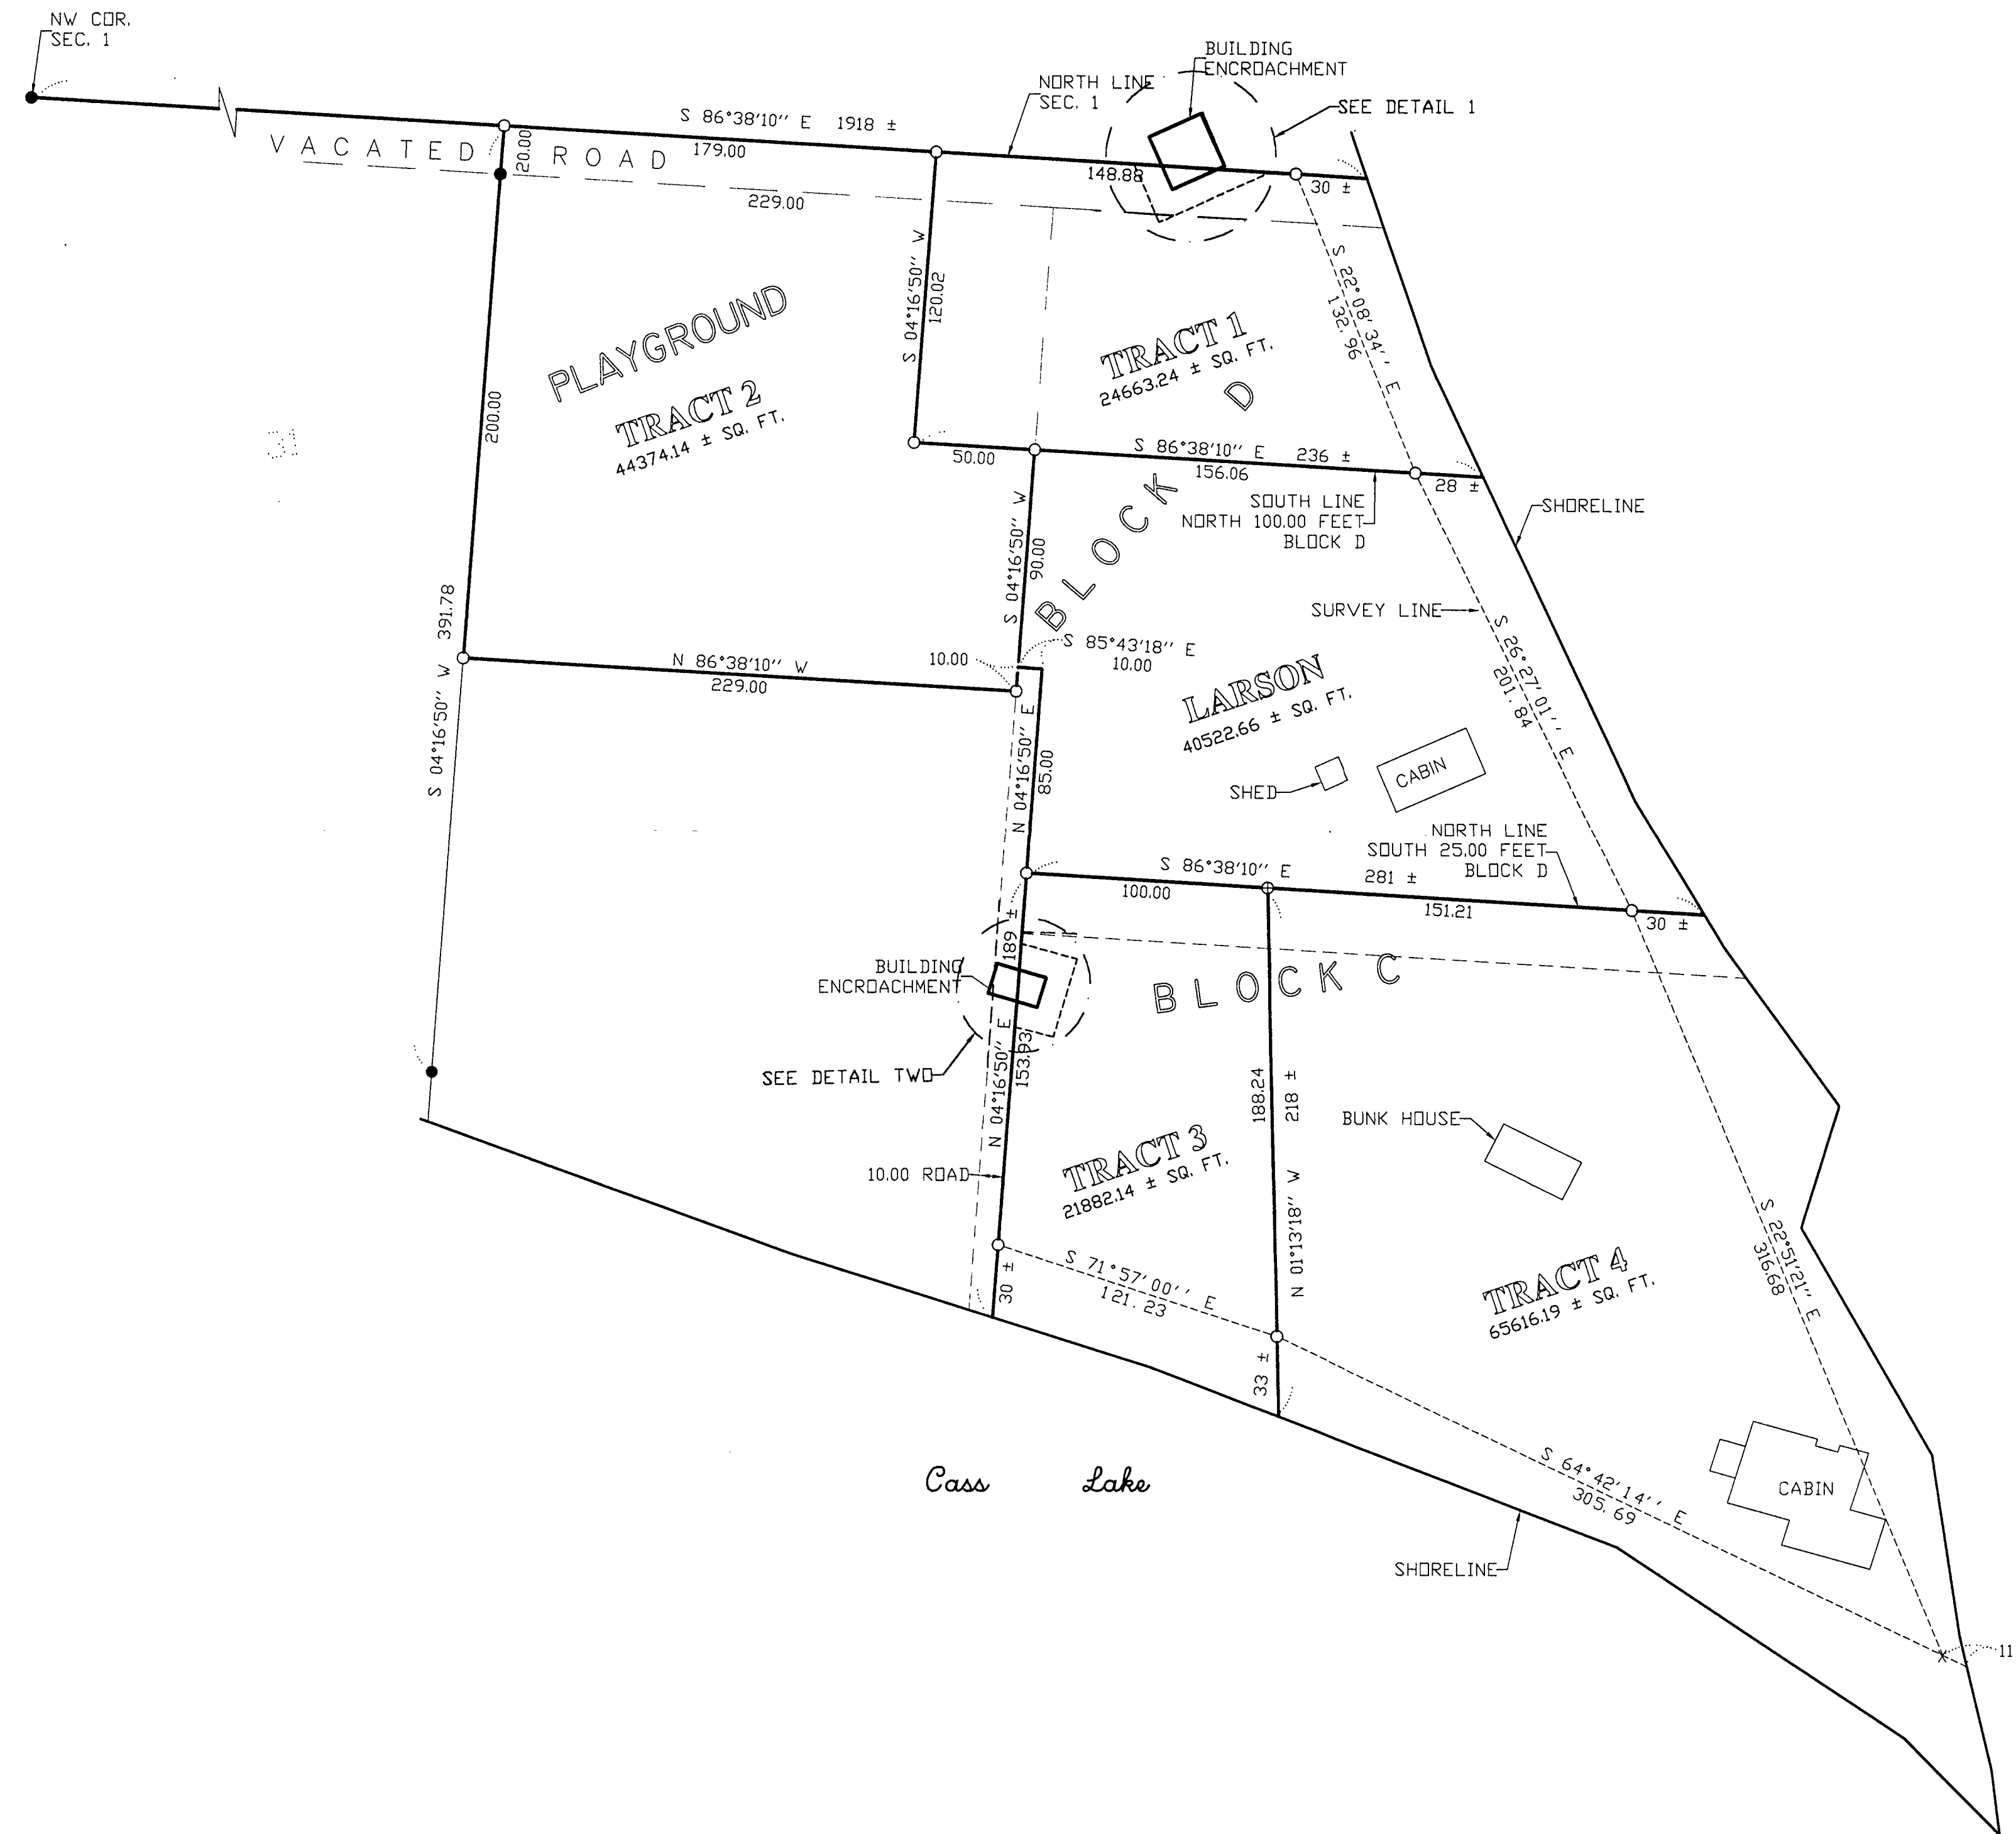 NW COR.
SEC. 1
BUILDING
ENCROACHMENT
NORTH LINE
SEC. 1
SEE DETAIL 1
S 86°38'10'' E 1918 ±
VACATED ROAD
20.00
179.00
148.88
30 ±
229.00
S 04°16'50'' W
120.02
S 22°08'34'' E
132.96
PLAYGROUND
TRACT 2
44374.14 ± SQ. FT.
TRACT 1
24663.24 ± SQ. FT.
200.00
31
BLOCK D
50.00
S 86°38'10'' E 236 ±
156.06
28 ±
SOUTH LINE
NORTH 100.00 FEET
BLOCK D
SHORELINE
S 04°16'50'' W
90.00
SURVEY LINE
S 26°27'01'' E
201.84
S 04°16'50'' W 391.78
N 86°38'10'' W
229.00
10.00
S 85°43'18'' E
10.00
LARSON
40522.66 ± SQ. FT.
N 04°16'50'' E
85.00
SHED
CABIN
NORTH LINE
SOUTH 25.00 FEET
BLOCK D
S 86°38'10'' E
281 ±
100.00
151.21
30 ±
189 ±
BUILDING
ENCROACHMENT
BLOCK C
SEE DETAIL TWO
N 04°16'50'' E
153.93
188.24
218 ±
N 01°13'18'' W
BUNK HOUSE
10.00 ROAD
TRACT 3
21882.14 ± SQ. FT.
S 22°51'21'' E
316.68
30 ±
S 71°57'00'' E
121.23
TRACT 4
65616.19 ± SQ. FT.
33 ±
Cass Lake
S 64°42'14'' E
305.69
CABIN
SHORELINE
11